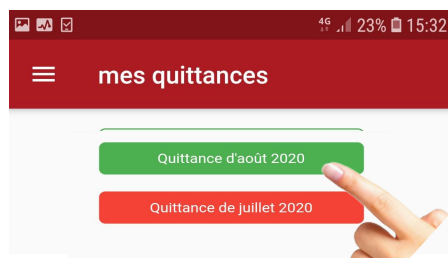 4G 23% 15:32
mes quittances
Quittance d'août 2020
Quittance de juillet 2020